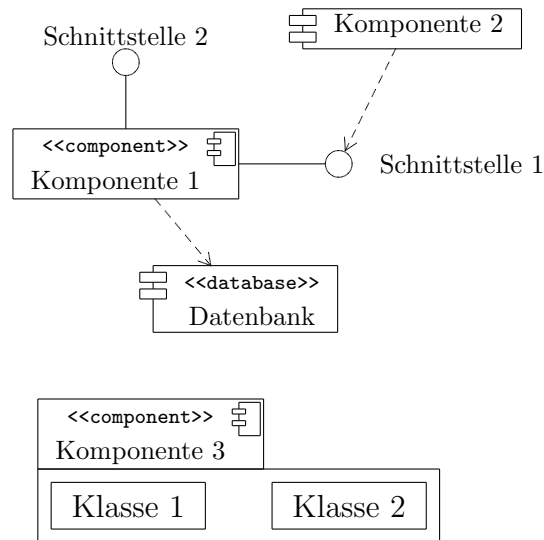 Schnittstelle 2
Komponente 2
<<component>>
Komponente 1
Schnittstelle 1
<<database>>
Datenbank
<<component>>
Komponente 3
Klasse 1
Klasse 2